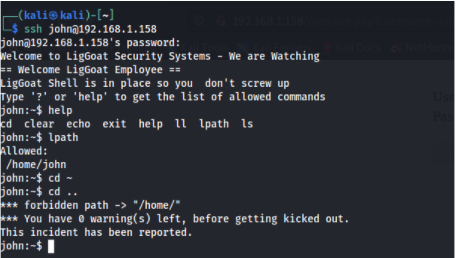 (kali㉿kali)-[~]
ssh john@192.168.1.158
john@192.168.1.158's password:
Welcome to LigGoat Security Systems - We are Watching
== Welcome LigGoat Employee ==
LigGoat Shell is in place so you  don't screw up
Type '?' or 'help' to get the list of allowed commands
john:~$ help
cd  clear  echo  exit  help  ll  lpath  ls
john:~$ lpath
Allowed:
 /home/john
john:~$ cd ~
john:~$ cd ..
*** forbidden path -> "/home/"
*** You have 0 warning(s) left, before getting kicked out.
This incident has been reported.
john:~$